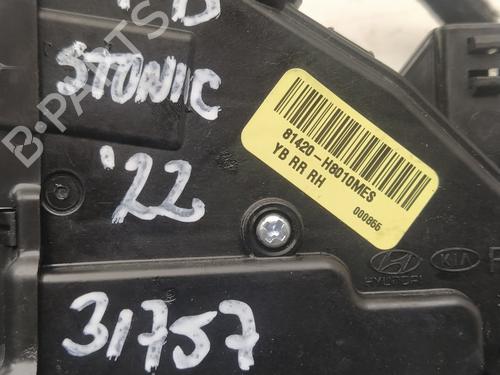 STONIC
'22
31757
81420-H8010MES
YB RR RH
000865
HYUNDAI
KIA
B-PARTS